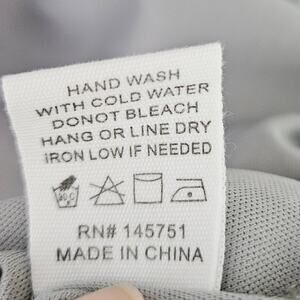 HAND WASH
WITH COLD WATER
DONOT BLEACH
HANG OR LINE DRY
IRON LOW IF NEEDED
RN# 145751
MADE IN CHINA